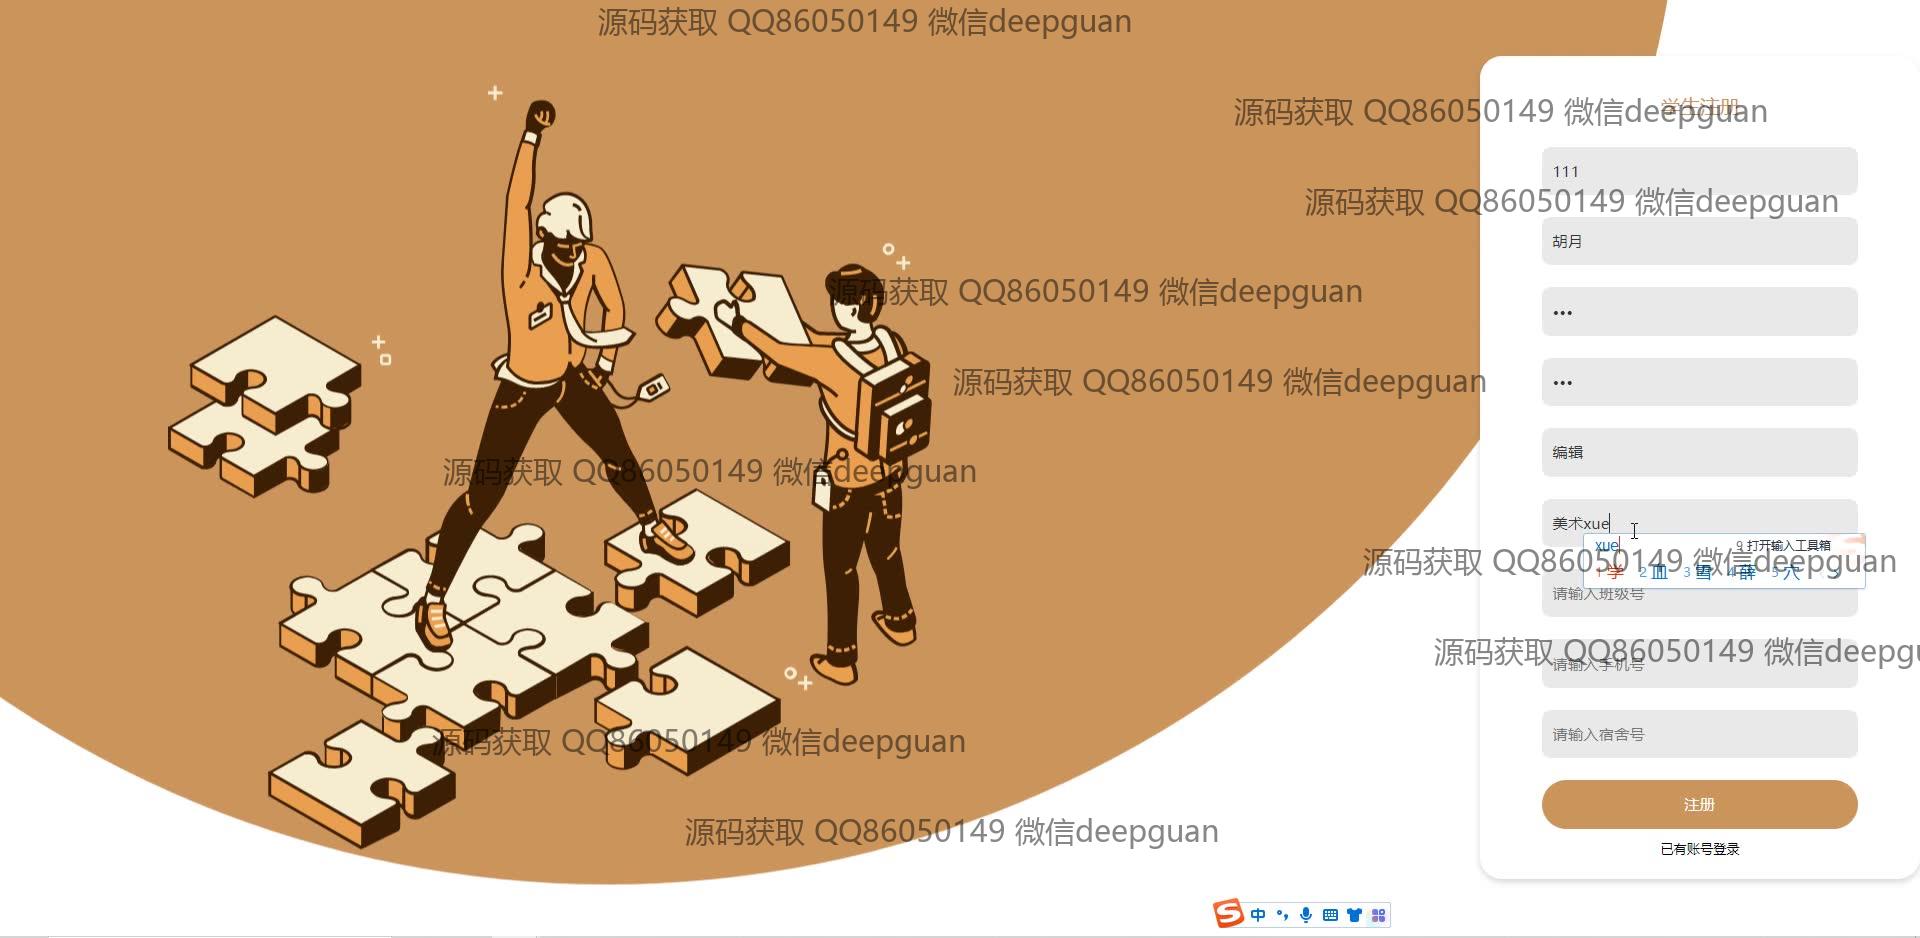 源码获取 QQ86050149 微信deepguan
学生注册
源码获取 QQ86050149 微信deepguan
111
源码获取 QQ86050149 微信deepguan
胡月
源码获取 QQ86050149 微信deepguan
•••
源码获取 QQ86050149 微信deepguan
•••
编辑
源码获取 QQ86050149 微信deepguan
美术xue
xue 9 打开输入工具箱
源码获取 QQ86050149 微信deepguan
1 学 2 血 3 雪 4 薛 5 穴
请输入班级号
源码获取 QQ86050149 微信deepgu
请输入手机号
请输入宿舍号
源码获取 QQ86050149 微信deepguan
注册
源码获取 QQ86050149 微信deepguan
已有账号登录
S 中